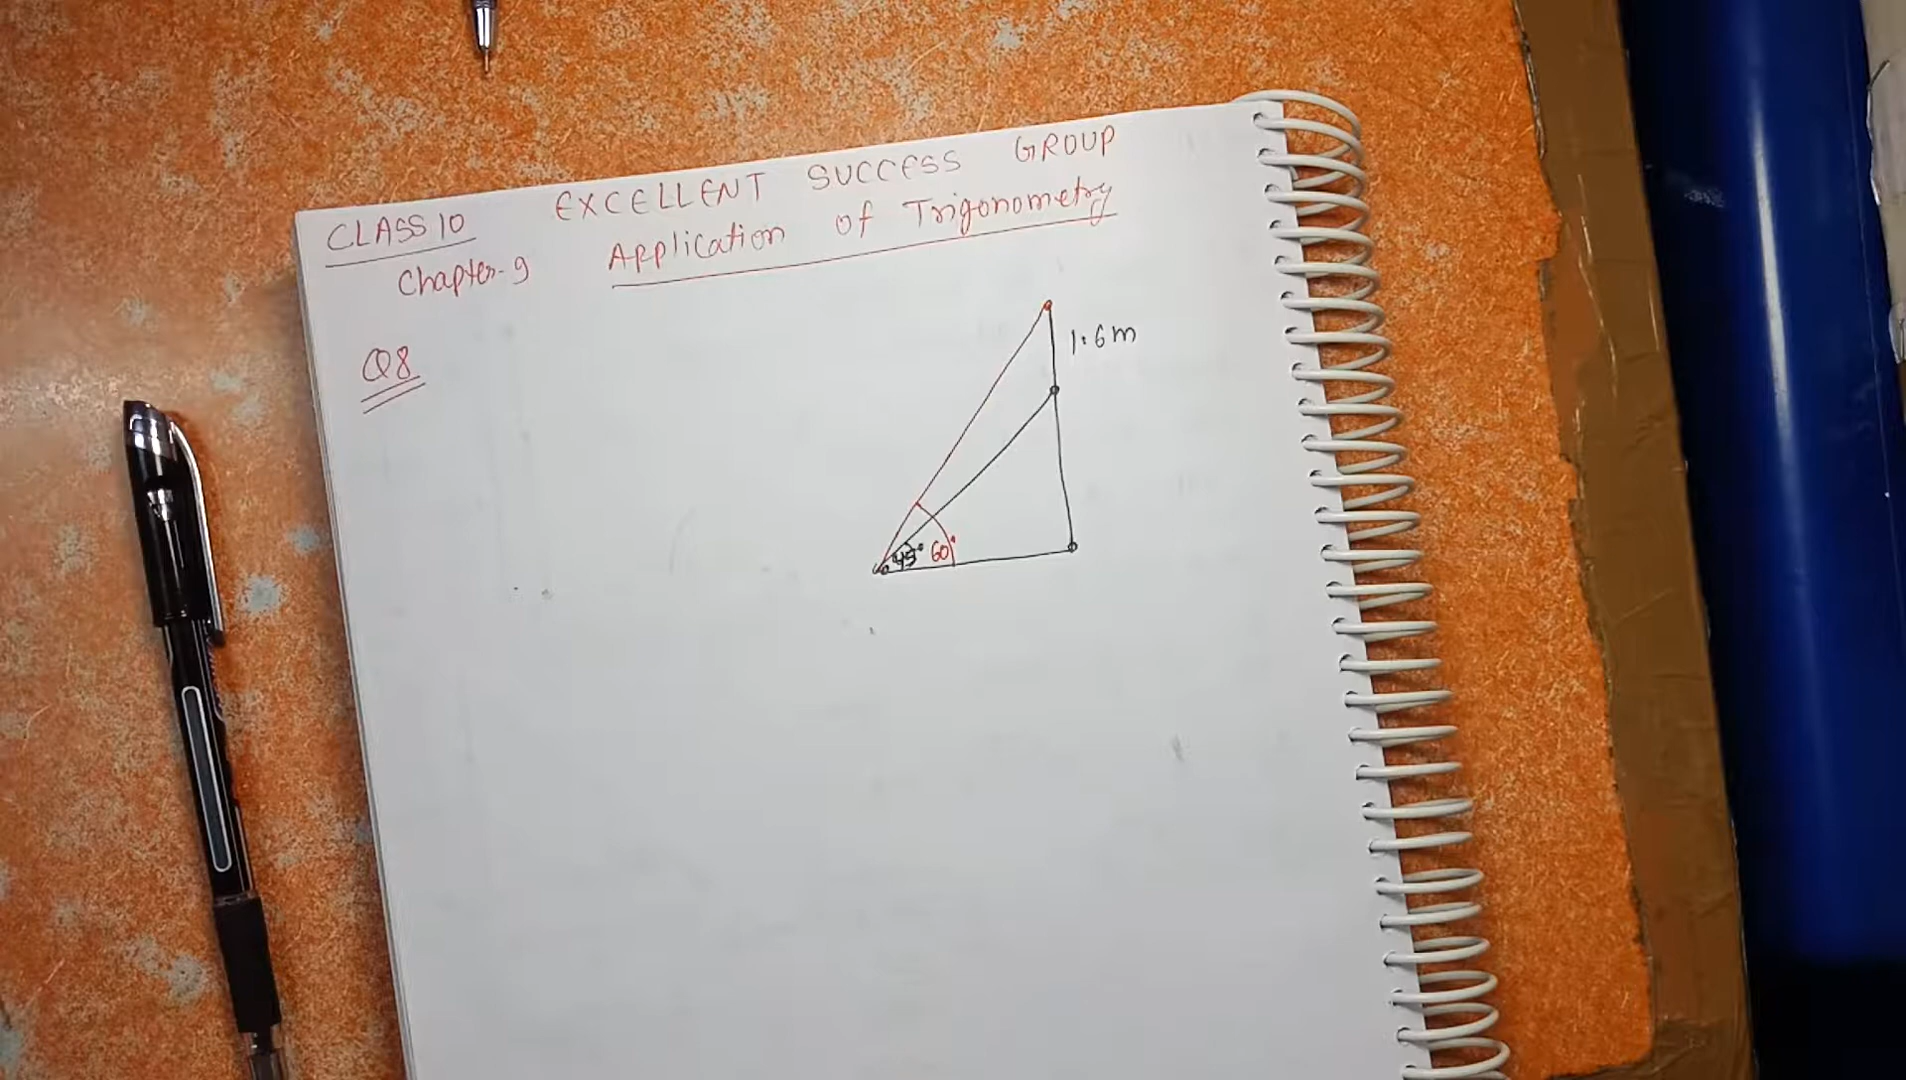 EXCELLENT SUCCESS GROUP
CLASS 10
Chapter-9 Application of Trigonometry
Q8
1.6m
45° 60°